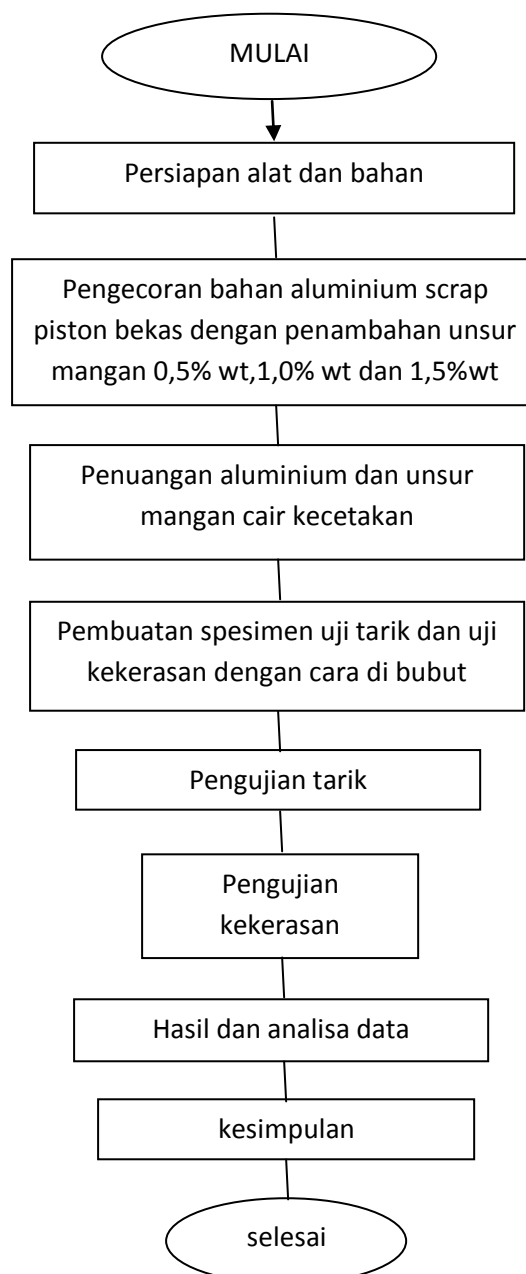 MULAI
Persiapan alat dan bahan
Pengecoran bahan aluminium scrap
piston bekas dengan penambahan unsur
mangan 0,5% wt,1,0% wt dan 1,5%wt
Penuangan aluminium dan unsur
mangan cair kecetakan
Pembuatan spesimen uji tarik dan uji
kekerasan dengan cara di bubut
Pengujian tarik
Pengujian
kekerasan
Hasil dan analisa data
kesimpulan
selesai